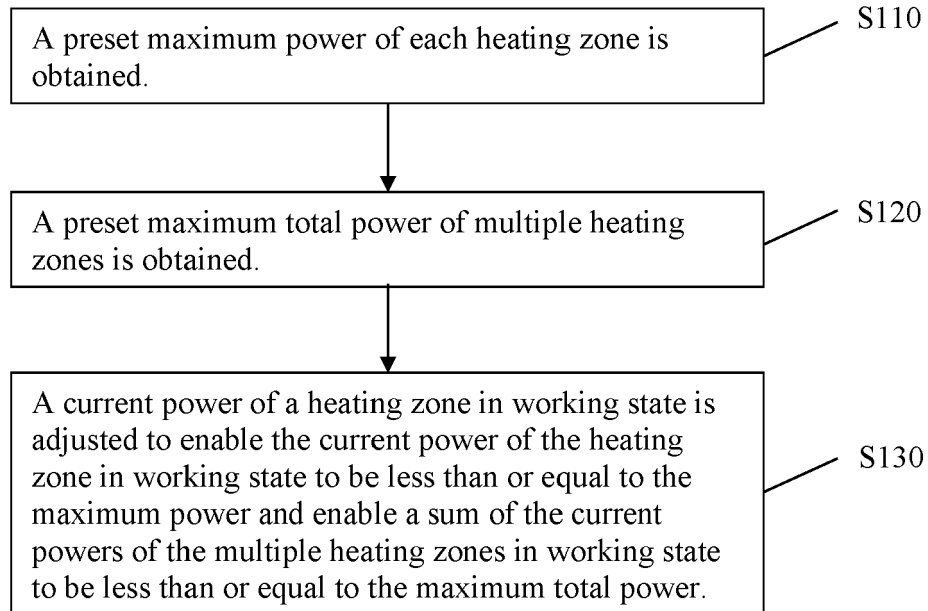 A preset maximum power of each heating zone is
obtained.
S110
A preset maximum total power of multiple heating
zones is obtained.
S120
A current power of a heating zone in working state is
adjusted to enable the current power of the heating
zone in working state to be less than or equal to the
maximum power and enable a sum of the current
powers of the multiple heating zones in working state
to be less than or equal to the maximum total power.
S130